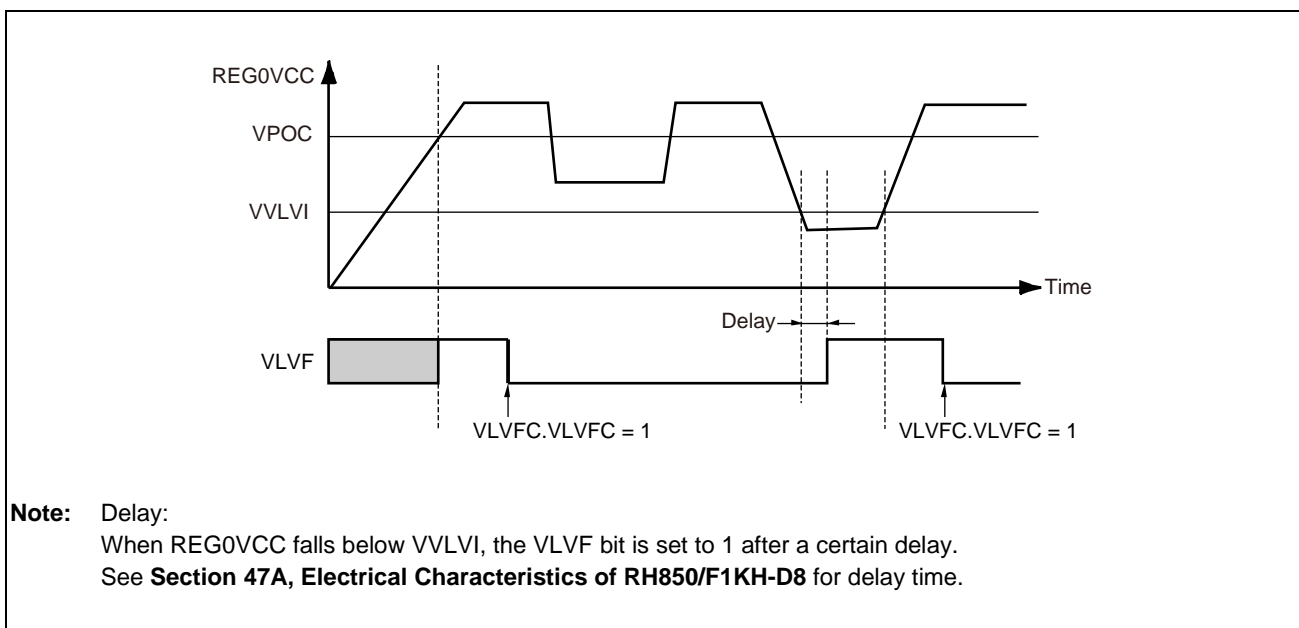 REG0VCC
VPOC
VVLVI
Time
Delay
VLVF
VLVFC.VLVFC = 1
VLVFC.VLVFC = 1
Note: Delay:
When REG0VCC falls below VVLVI, the VLVF bit is set to 1 after a certain delay.
See Section 47A, Electrical Characteristics of RH850/F1KH-D8 for delay time.